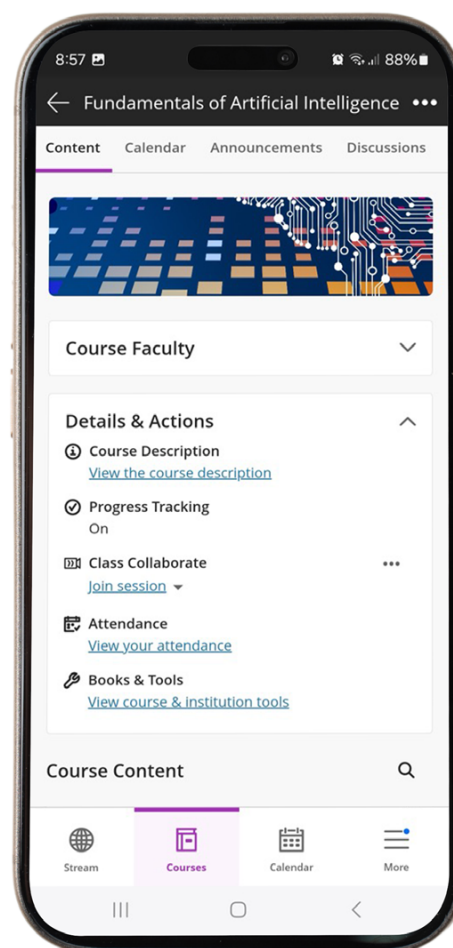 8:57
88%
Fundamentals of Artificial Intelligence
Content Calendar Announcements Discussions
Course Faculty
Details & Actions
Course Description
View the course description
Progress Tracking
On
Class Collaborate
Join session
Attendance
View your attendance
Books & Tools
View course & institution tools
Course Content
Stream Courses Calendar More